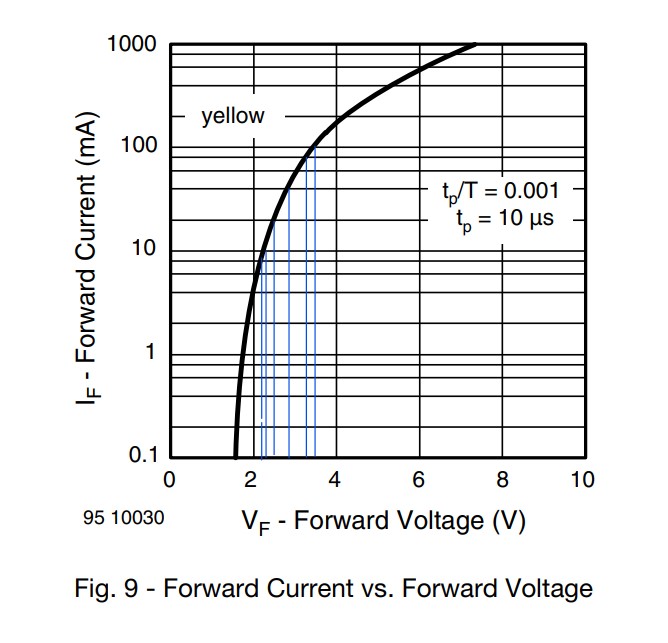 1000
100
10
1
0.1
yellow
tp/T = 0.001
tp = 10 µs
IF - Forward Current (mA)
0 2 4 6 8 10
95 10030
VF - Forward Voltage (V)
Fig. 9 - Forward Current vs. Forward Voltage